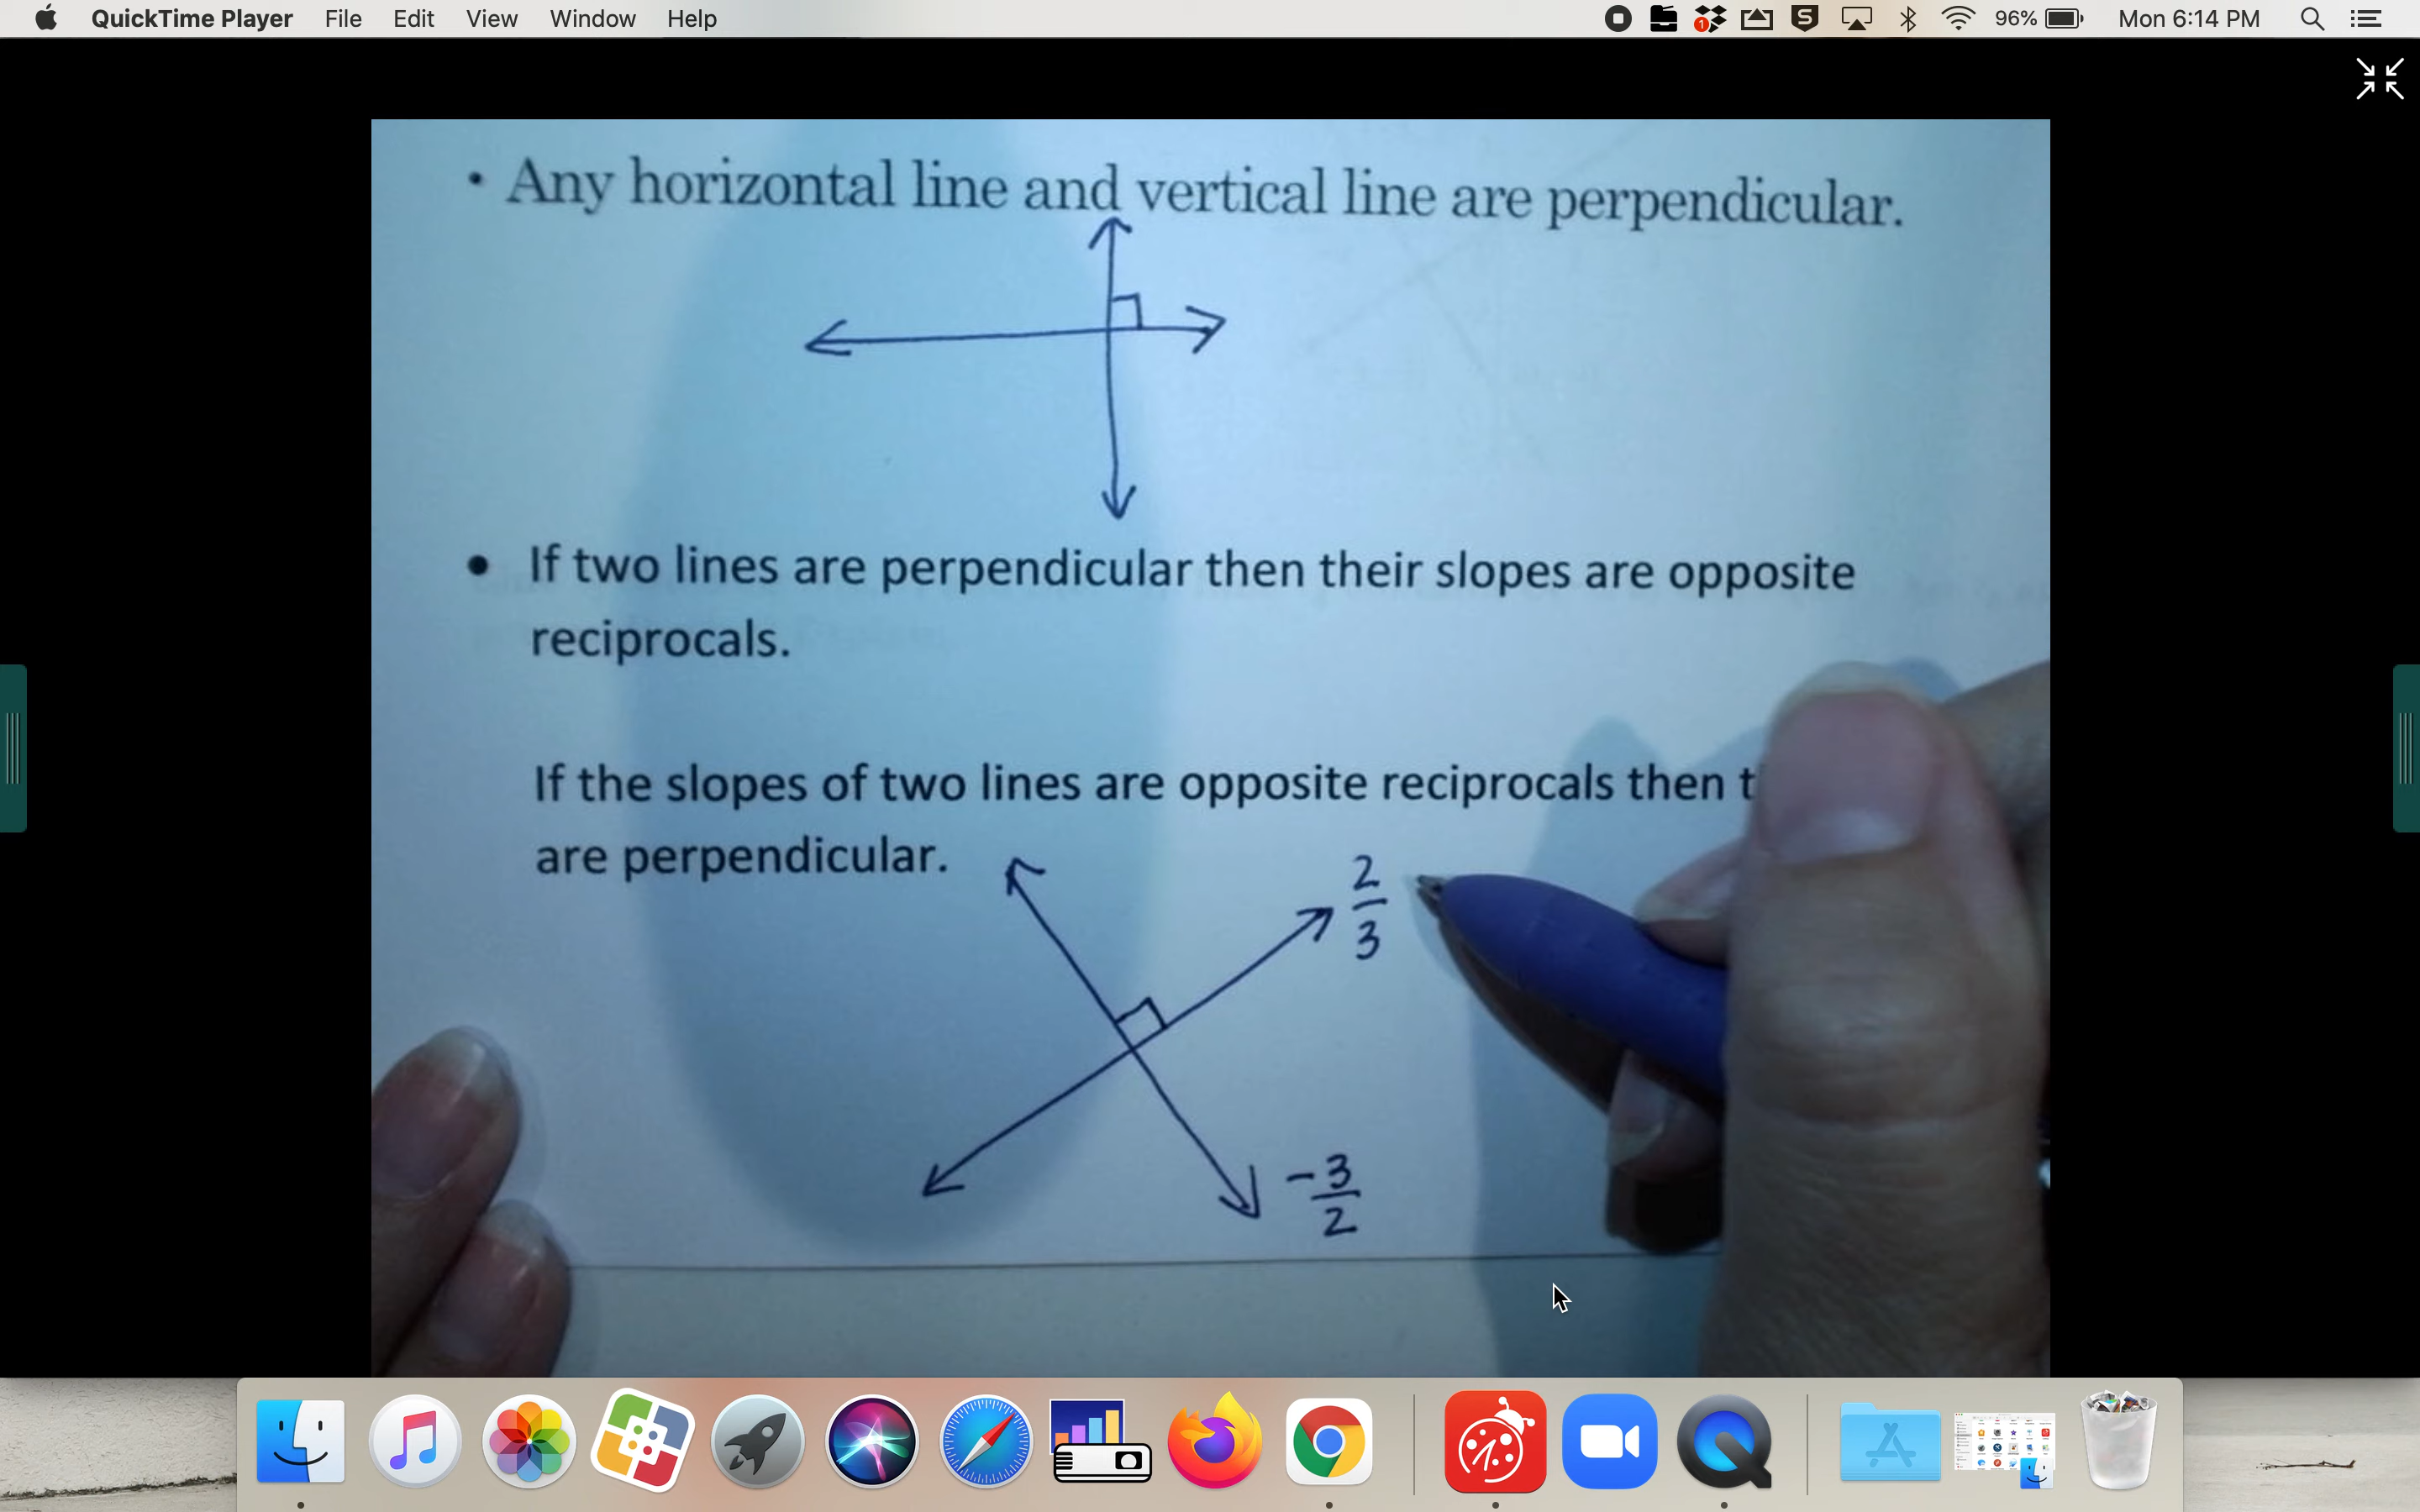 QuickTime Player File Edit View Window Help 1 S 96% Mon 6:14 PM
• Any horizontal line and vertical line are perpendicular.
• If two lines are perpendicular then their slopes are opposite
reciprocals.
If the slopes of two lines are opposite reciprocals then t
are perpendicular.
2
3
-3
2